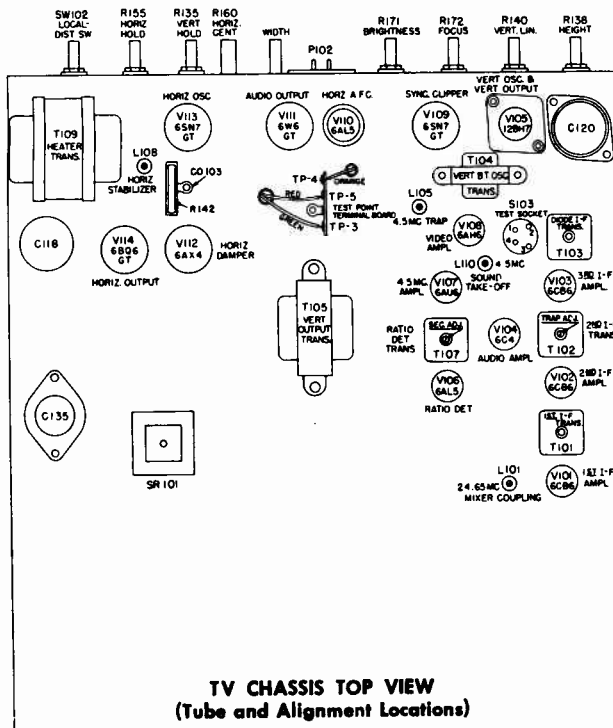 SW102 R155 R135 R160 R171 R172 R140 R138
LOCAL- HORIZ VERT HORIZ. WIDTH P102 BRIGHTNESS FOCUS VERT. LIN. HEIGHT
DIST SW HOLD HOLD CENT
VERT OSC. &
VERT OUTPUT
HORIZ OSC AUDIO OUTPUT HORZ A.F.C. SYNC. CLIPPER
T109
HEATER
TRANS.
V113
6SN7
GT
V111
6W6
GT
V110
6AL5
V109
6SN7
GT
V105
12BH7
C120
L108
HORIZ
STABILIZER
CO103
R142
TP-4
ORANGE
RED
TP-5
TEST POINT
TERMINAL BOARD
GREEN
TP-3
T104
VERT BT OSC
TRANS.
L105
4.5MC TRAP
S103
TEST SOCKET
1
2
3
4
DIODE I-F
TRANS.
T103
C118
V114
6BQ6
GT
HORIZ. OUTPUT
V112
6AX4
HORIZ
DAMPER
VIDEO
AMPL
V108
6AH6
L110
4.5MC
SOUND
TAKE-OFF
4.5MC.
AMPL
V107
6AU6
V103
6CB6
3RD I-F
AMPL.
T105
VERT
OUTPUT
TRANS.
RATIO
DET
TRANS
SEC ADJ.
T107
V104
6C4
AUDIO AMPL
TRAP ADJ.
T102
2ND I-F
TRANS
V106
6AL5
RATIO DET
V102
6CB6
2ND I-F
AMPL
C135
SR101
1ST I-F
TRANS.
T101
L101
24.65MC
MIXER COUPLING
V101
6CB6
1ST I-F
AMPL
TV CHASSIS TOP VIEW
(Tube and Alignment Locations)